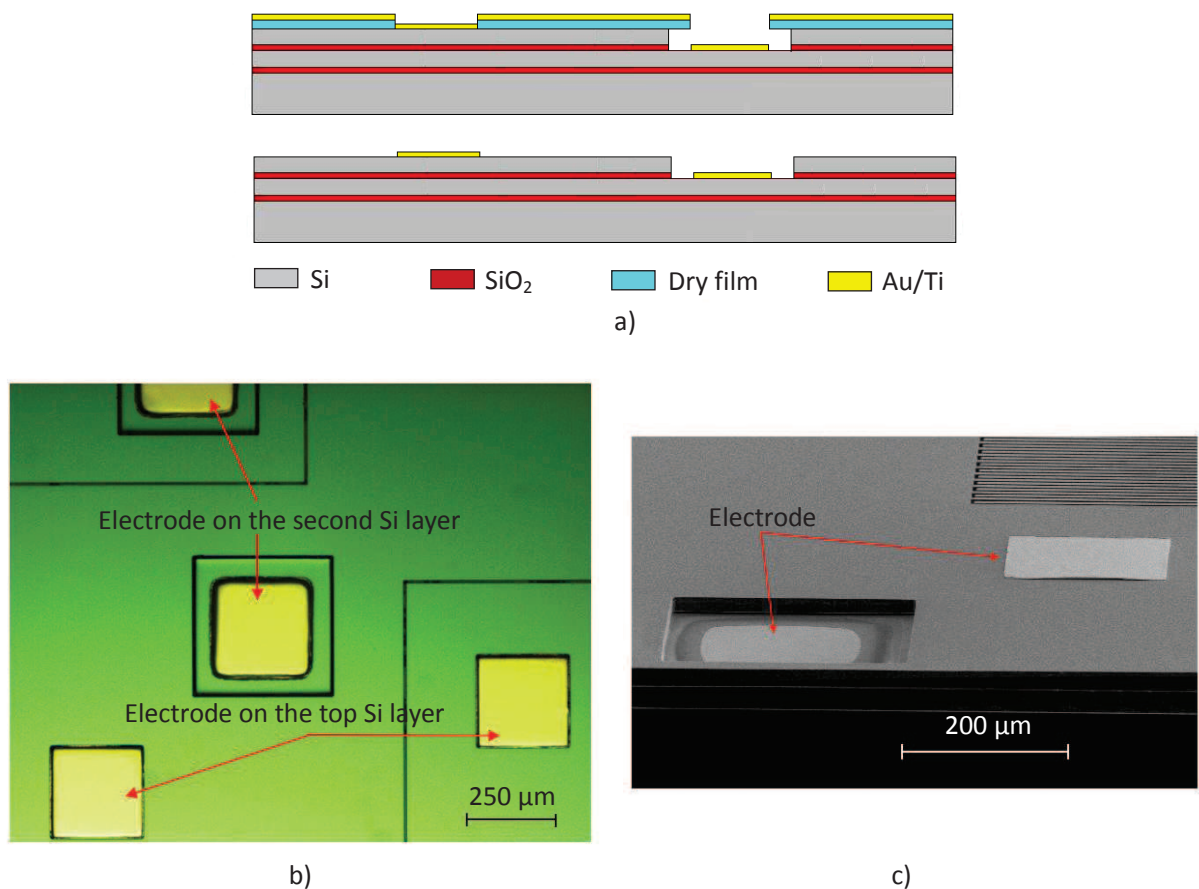 Si
SiO₂
Dry film
Au/Ti
a)
Electrode on the second Si layer
Electrode on the top Si layer
250 µm
b)
Electrode
200 µm
c)